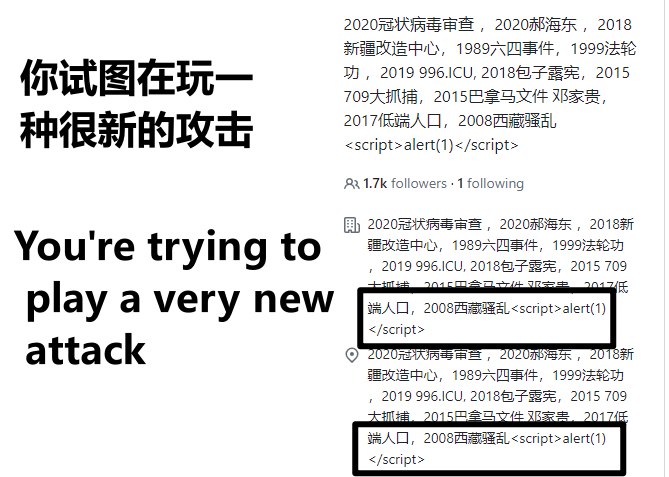 你试图在玩一
种很新的攻击
You're trying to
play a very new
attack
2020冠状病毒审查 ，2020郝海东 ，2018
新疆改造中心，1989六四事件，1999法轮
功 ，2019 996.ICU, 2018包子露宪，2015
709大抓捕，2015巴拿马文件 邓家贵，
2017低端人口，2008西藏骚乱
<script>alert(1)</script>
1.7k followers · 1 following
2020冠状病毒审查 ，2020郝海东 ，2018新
疆改造中心，1989六四事件，1999法轮功
，2019 996.ICU, 2018包子露宪，2015 709
大抓捕，2015巴拿马文件 邓家贵，2017低
端人口，2008西藏骚乱<script>alert(1)
</script>
2020冠状病毒审查 ，2020郝海东 ，2018新
疆改造中心，1989六四事件，1999法轮功
，2019 996.ICU, 2018包子露宪，2015 709
大抓捕，2015巴拿马文件 邓家贵，2017低
端人口，2008西藏骚乱<script>alert(1)
</script>